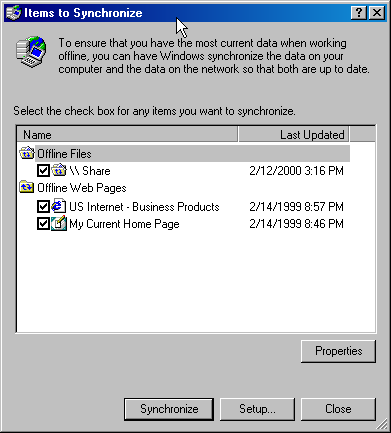 Items to Synchronize
To ensure that you have the most current data when working
offline, you can have Windows synchronize the data on your
computer and the data on the network so that both are up to date.
Select the check box for any items you want to synchronize.
Name Last Updated
Offline Files
\\ Share 2/12/2000 3:16 PM
Offline Web Pages
US Internet - Business Products 2/14/1999 8:57 PM
My Current Home Page 2/14/1999 8:46 PM
Properties
Synchronize Setup... Close